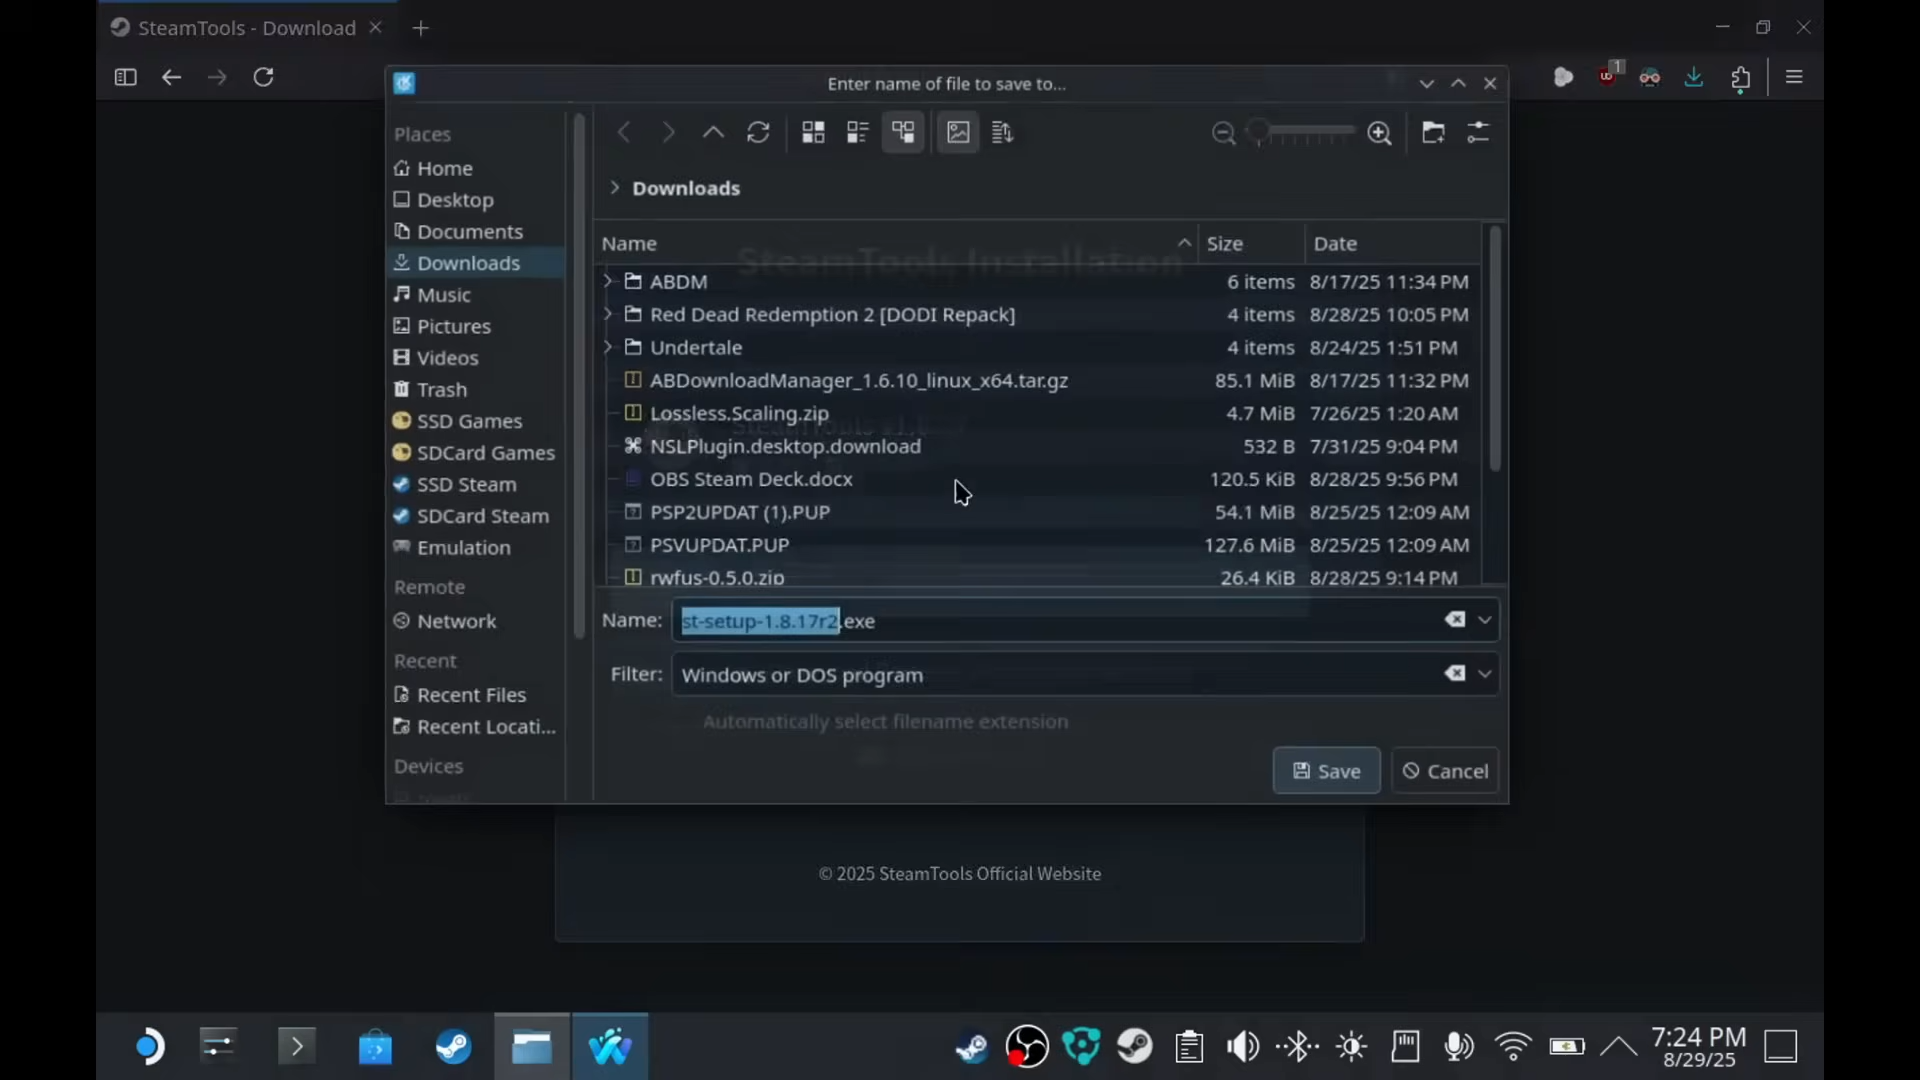 SteamTools - Download
Enter name of file to save to...
1
Places
Home
Desktop
Documents
Downloads
Music
Pictures
Videos
Trash
SSD Games
SDCard Games
SSD Steam
SDCard Steam
Emulation
Remote
Network
Recent
Recent Files
Recent Locati...
Devices
Downloads
Name Size Date
SteamTools Installation
ABDM 6 items 8/17/25 11:34 PM
Red Dead Redemption 2 [DODI Repack] 4 items 8/28/25 10:05 PM
Undertale 4 items 8/24/25 1:51 PM
ABDownloadManager_1.6.10_linux_x64.tar.gz 85.1 MiB 8/17/25 11:32 PM
Lossless.Scaling.zip 4.7 MiB 7/26/25 1:20 AM
NSLPlugin.desktop.download 532 B 7/31/25 9:04 PM
OBS Steam Deck.docx 120.5 KiB 8/28/25 9:56 PM
PSP2UPDAT (1).PUP 54.1 MiB 8/25/25 12:09 AM
PSVUPDAT.PUP 127.6 MiB 8/25/25 12:09 AM
rwfus-0.5.0.zip 26.4 KiB 8/28/25 9:14 PM
Name: st-setup-1.8.17r2.exe
Filter: Windows or DOS program
Automatically select filename extension
Save Cancel
© 2025 SteamTools Official Website
7:24 PM
8/29/25